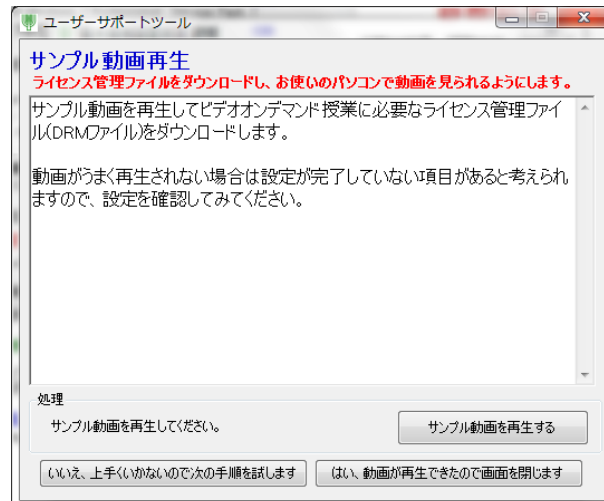 ユーザーサポートツール
サンプル動画再生
ライセンス管理ファイルをダウンロードし、お使いのパソコンで動画を見られるようにします。
サンプル動画を再生してビデオオンデマンド授業に必要なライセンス管理ファイ
ル(DRMファイル)をダウンロードします。
動画がうまく再生されない場合は設定が完了していない項目があると考えられ
ますので、設定を確認してみてください。
処理
サンプル動画を再生してください。
サンプル動画を再生する
いいえ、上手くいかないので次の手順を試します
はい、動画が再生できたので画面を閉じます